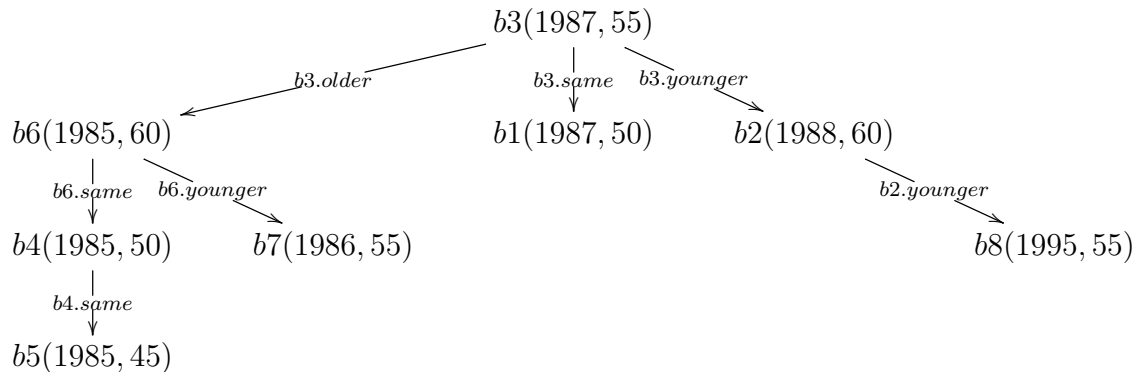 b3(1987, 55)
b3.older b3.same b3.younger
b6(1985, 60) b1(1987, 50) b2(1988, 60)
b6.same b6.younger b2.younger
b4(1985, 50) b7(1986, 55) b8(1995, 55)
b4.same
b5(1985, 45)